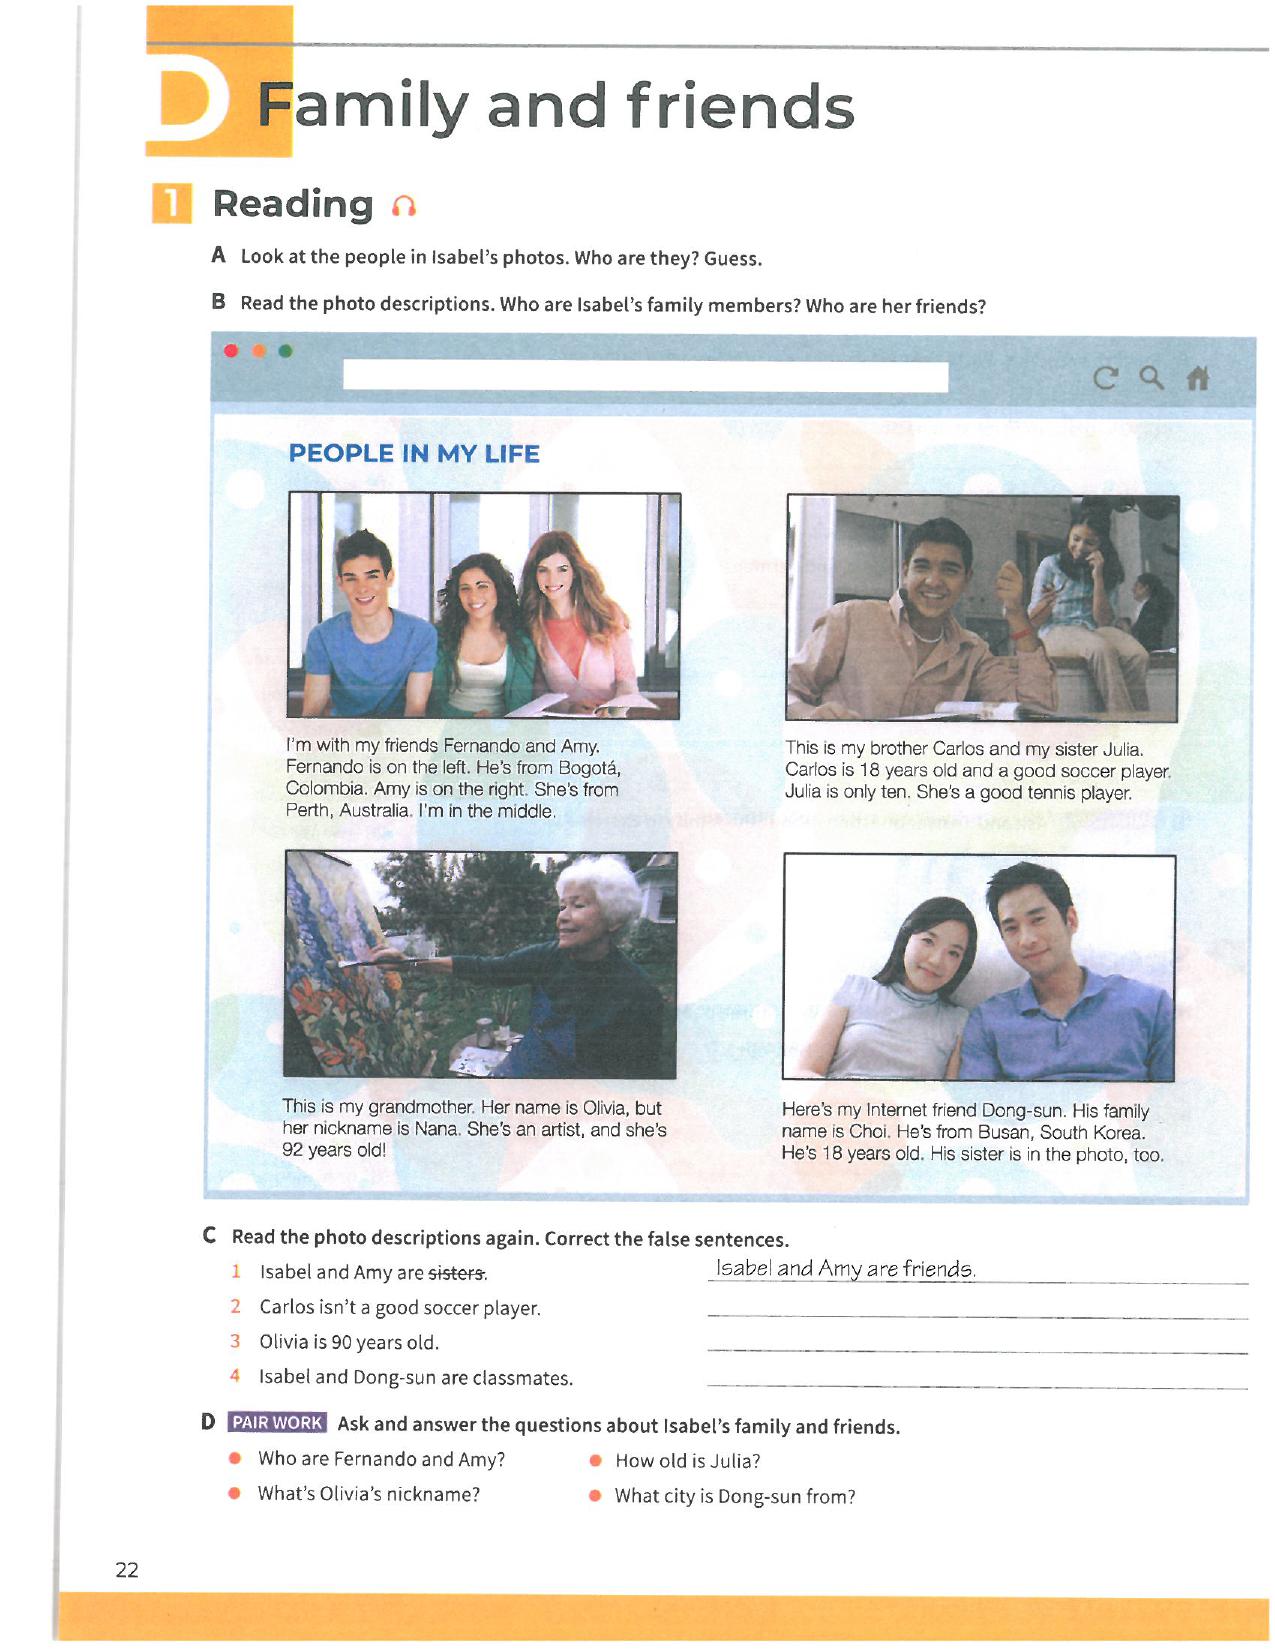 D Family and friends
1 Reading
A Look at the people in Isabel's photos. Who are they? Guess.
B Read the photo descriptions. Who are Isabel's family members? Who are her friends?
PEOPLE IN MY LIFE
I'm with my friends Fernando and Amy.
Fernando is on the left. He's from Bogotá,
Colombia. Amy is on the right. She's from
Perth, Australia. I'm in the middle.
This is my brother Carlos and my sister Julia.
Carlos is 18 years old and a good soccer player.
Julia is only ten. She's a good tennis player.
This is my grandmother. Her name is Olivia, but
her nickname is Nana. She's an artist, and she's
92 years old!
Here's my Internet friend Dong-sun. His family
name is Choi. He's from Busan, South Korea.
He's 18 years old. His sister is in the photo, too.
C Read the photo descriptions again. Correct the false sentences.
1 Isabel and Amy are sisters. Isabel and Amy are friends.
2 Carlos isn't a good soccer player.
3 Olivia is 90 years old.
4 Isabel and Dong-sun are classmates.
D PAIR WORK Ask and answer the questions about Isabel's family and friends.
Who are Fernando and Amy?
How old is Julia?
What's Olivia's nickname?
What city is Dong-sun from?
22